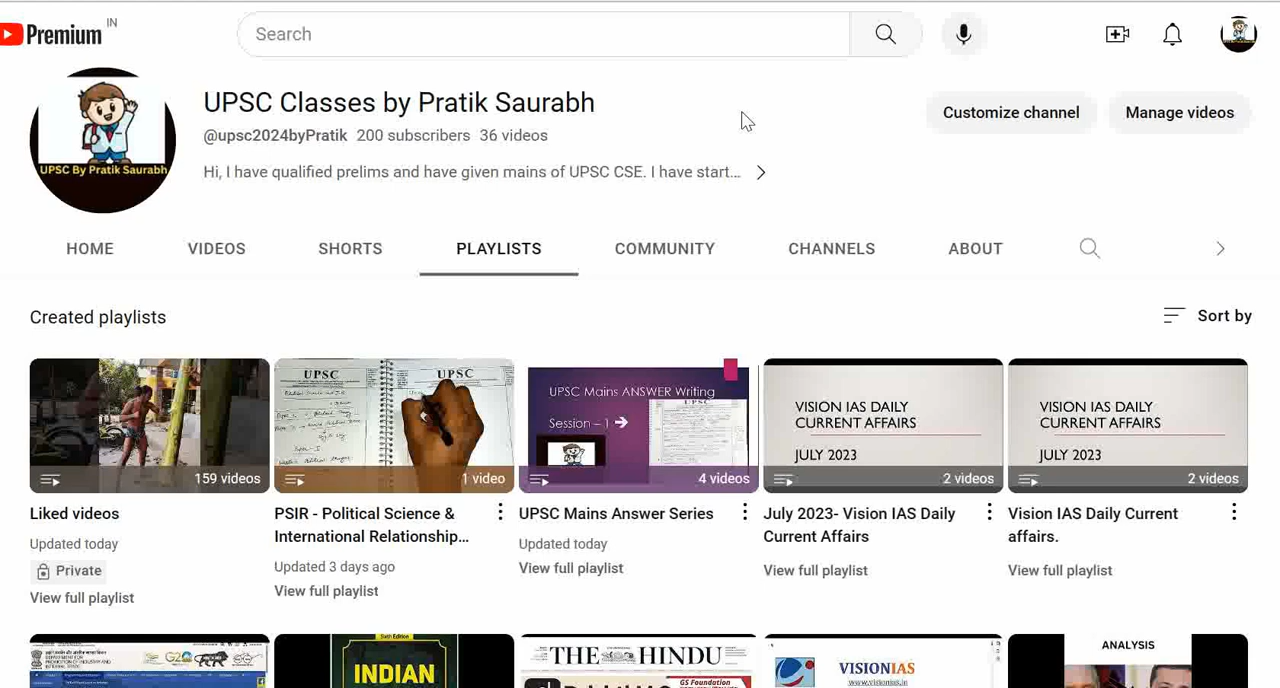 Premium IN
Search
UPSC Classes by Pratik Saurabh
Customize channel
Manage videos
@upsc2024byPratik 200 subscribers 36 videos
UPSC By Pratik Saurabh
Hi, I have qualified prelims and have given mains of UPSC CSE. I have start...
HOME VIDEOS SHORTS PLAYLISTS COMMUNITY CHANNELS ABOUT
Created playlists
Sort by
159 videos
Liked videos
Updated today
Private
View full playlist
UPSC UPSC
1 video
PSIR - Political Science &
International Relationship...
Updated 3 days ago
View full playlist
UPSC Mains ANSWER Writing
Session – 1
4 videos
UPSC Mains Answer Series
Updated today
View full playlist
VISION IAS DAILY
CURRENT AFFAIRS
JULY 2023
2 videos
July 2023- Vision IAS Daily
Current Affairs
View full playlist
VISION IAS DAILY
CURRENT AFFAIRS
JULY 2023
2 videos
Vision IAS Daily Current
affairs.
View full playlist
G20
Sixth Edition
INDIAN
THE HINDU
GS Foundation
VISIONIAS
www.visionias.in
ANALYSIS